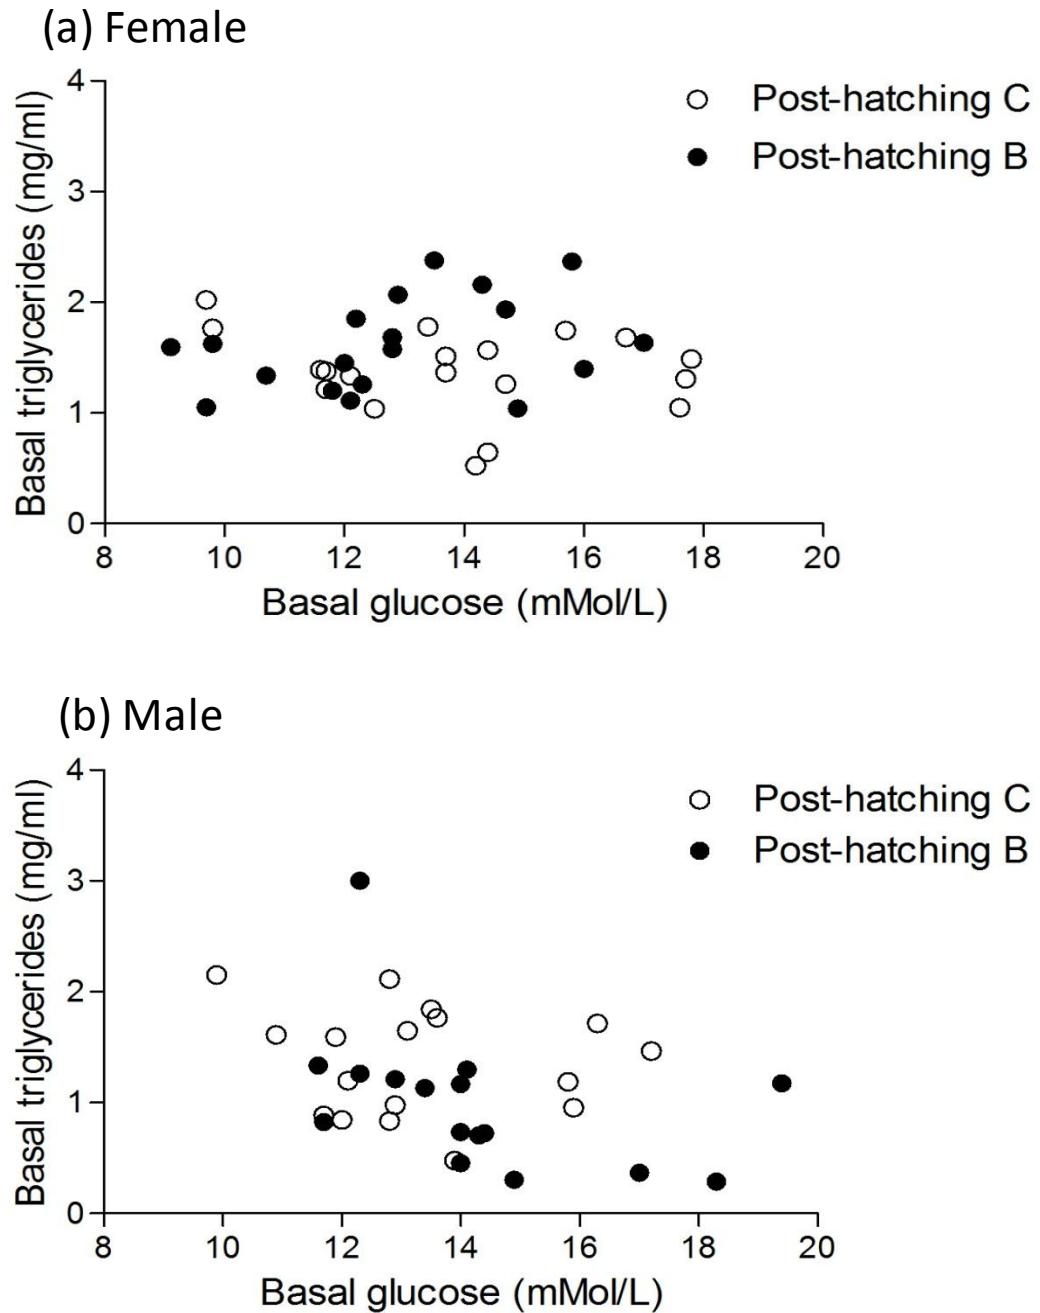 (a) Female
4
3
2
1
0
Basal triglycerides (mg/ml)
Post-hatching C
Post-hatching B
8 10 12 14 16 18 20
Basal glucose (mMol/L)
(b) Male
4
3
2
1
0
Basal triglycerides (mg/ml)
Post-hatching C
Post-hatching B
8 10 12 14 16 18 20
Basal glucose (mMol/L)